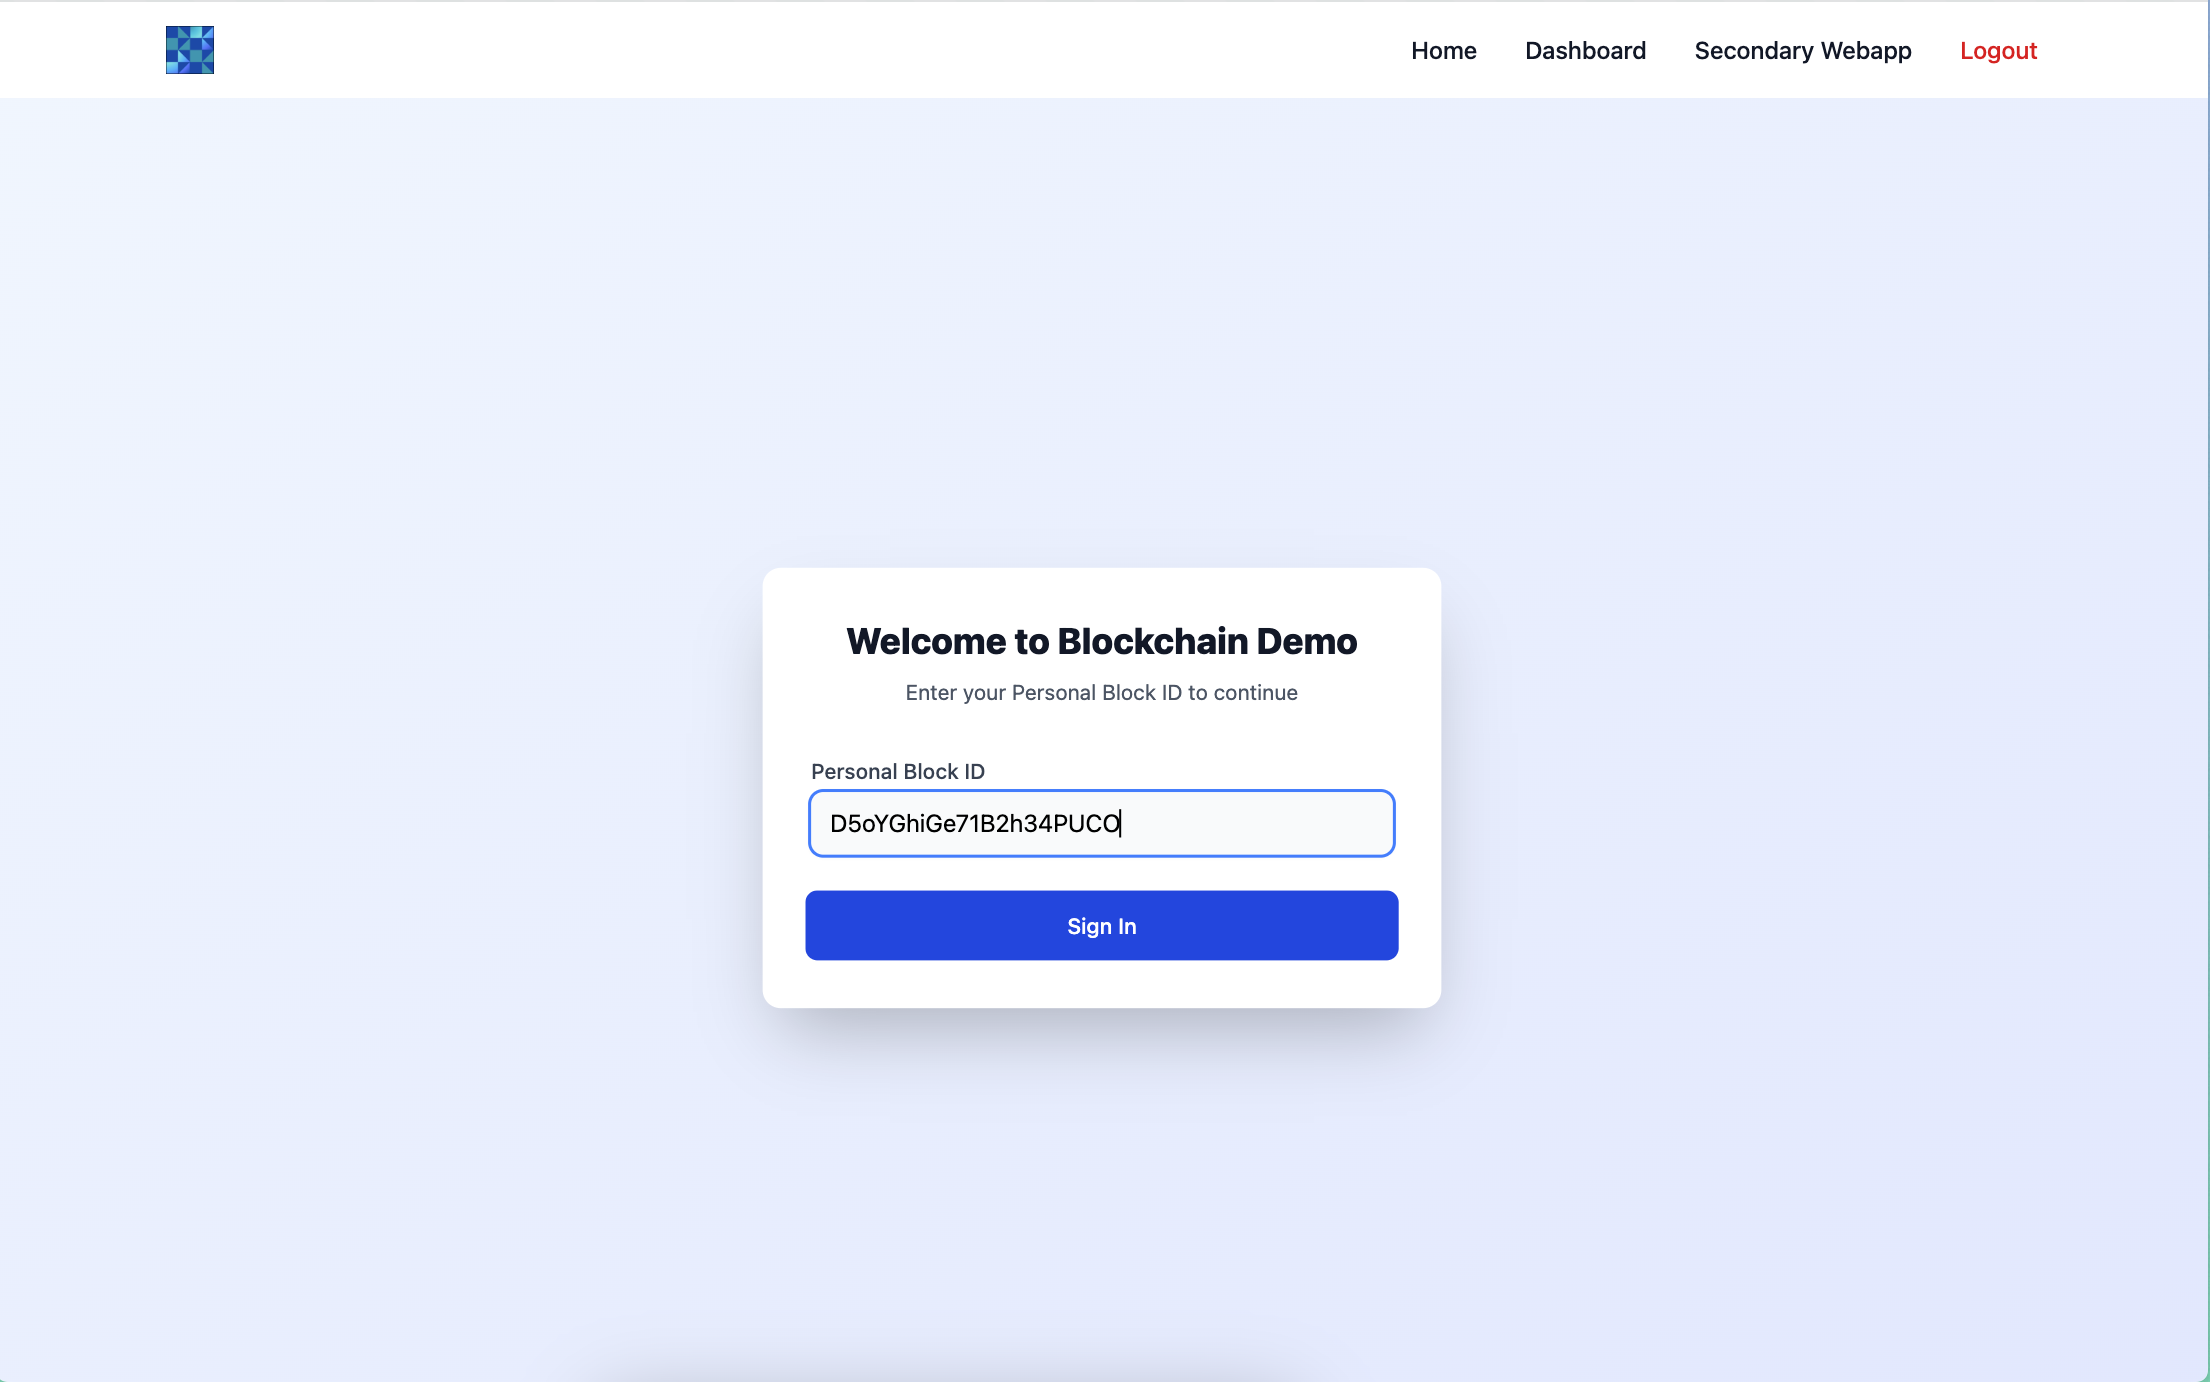 Home Dashboard Secondary Webapp Logout
Welcome to Blockchain Demo
Enter your Personal Block ID to continue
Personal Block ID
D5oYGhiGe71B2h34PUCO
Sign In